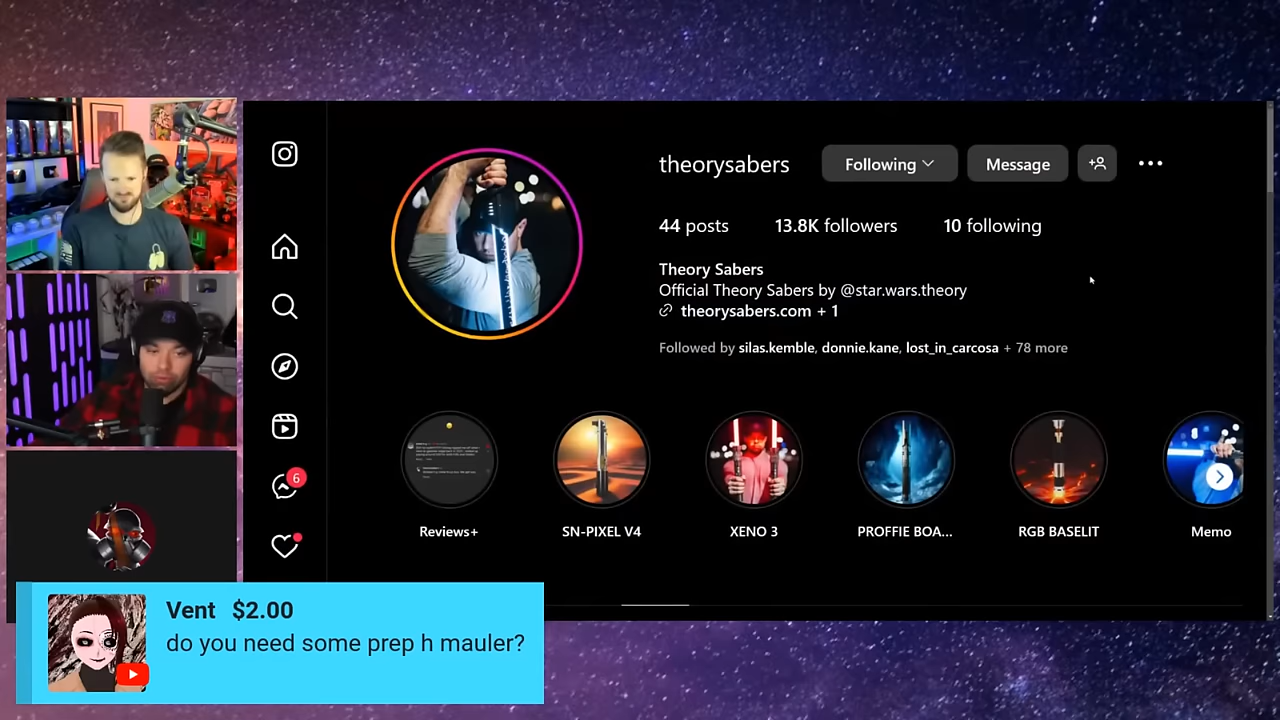 theorysabers
Following
Message
44 posts
13.8K followers
10 following
Theory Sabers
Official Theory Sabers by @star.wars.theory
theorysabers.com + 1
Followed by silas.kemble, donnie.kane, lost_in_carcosa + 78 more
6
Reviews+
SN-PIXEL V4
XENO 3
PROFFIE BOA...
RGB BASELIT
Memo
Vent $2.00
do you need some prep h mauler?